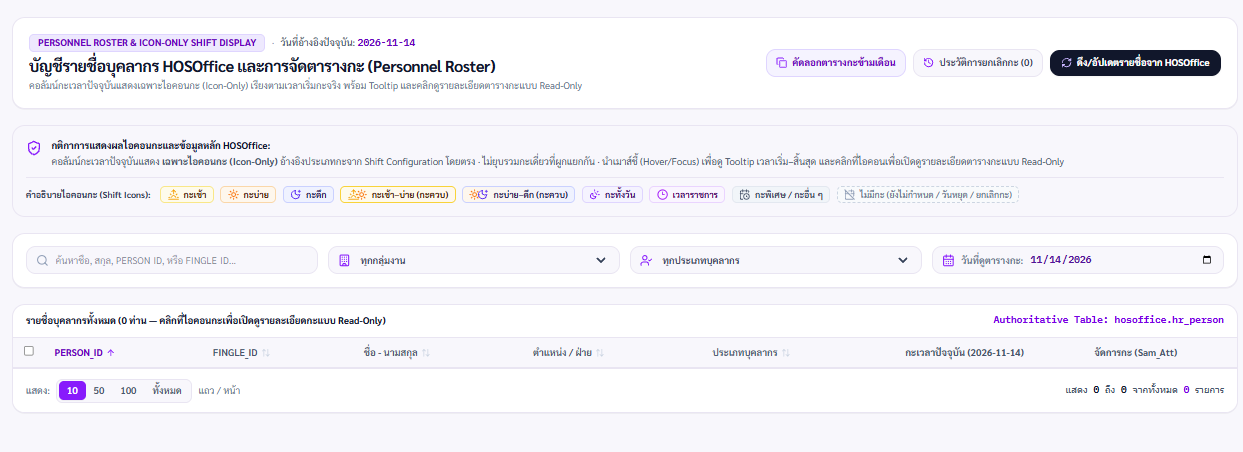 PERSONNEL ROSTER & ICON-ONLY SHIFT DISPLAY · วันที่อ้างอิงปัจจุบัน: 2026-11-14
บัญชีรายชื่อบุคลากร HOSOffice และการจัดตารางกะ (Personnel Roster)
คอลัมน์กะเวลาปัจจุบันแสดงเฉพาะไอคอนกะ (Icon-Only) เรียงตามเวลาเริ่มกะจริง พร้อม Tooltip และคลิกดูรายละเอียดตารางกะแบบ Read-Only
คัดลอกตารางกะข้ามเดือน
ประวัติการยกเลิกกะ (0)
ดึง/อัปเดตรายชื่อจาก HOSOffice
กติกาการแสดงผลไอคอนกะและข้อมูลหลัก HOSOffice:
คอลัมน์กะเวลาปัจจุบันแสดง เฉพาะไอคอนกะ (Icon-Only) อ้างอิงประเภทกะจาก Shift Configuration โดยตรง · ไม่ยุบรวมกะเดี่ยวที่ผูกแยกกัน · นำเมาส์ชี้ (Hover/Focus) เพื่อดู Tooltip เวลาเริ่ม-สิ้นสุด และคลิกที่ไอคอนเพื่อเปิดดูรายละเอียดตารางกะแบบ Read-Only
คำอธิบายไอคอนกะ (Shift Icons): กะเช้า กะบ่าย กะดึก กะเช้า-บ่าย (กะควบ) กะบ่าย-ดึก (กะควบ) กะทั้งวัน เวลาราชการ กะพิเศษ / กะอื่น ๆ ไม่มีกะ (ยังไม่กำหนด / วันหยุด / ยกเลิกกะ)
ค้นหาชื่อ, สกุล, PERSON ID, หรือ FINGLE ID...
ทุกกลุ่มงาน
ทุกประเภทบุคลากร
วันที่ดูตารางกะ: 11/14/2026
รายชื่อบุคลากรทั้งหมด (0 ท่าน — คลิกที่ไอคอนกะเพื่อเปิดดูรายละเอียดกะแบบ Read-Only)
Authoritative Table: hosoffice.hr_person
PERSON_ID FINGLE_ID ชื่อ - นามสกุล ตำแหน่ง / ฝ่าย ประเภทบุคลากร กะเวลาปัจจุบัน (2026-11-14) จัดการกะ (Sam_Att)
แสดง: 10 50 100 ทั้งหมด แถว / หน้า
แสดง 0 ถึง 0 จากทั้งหมด 0 รายการ